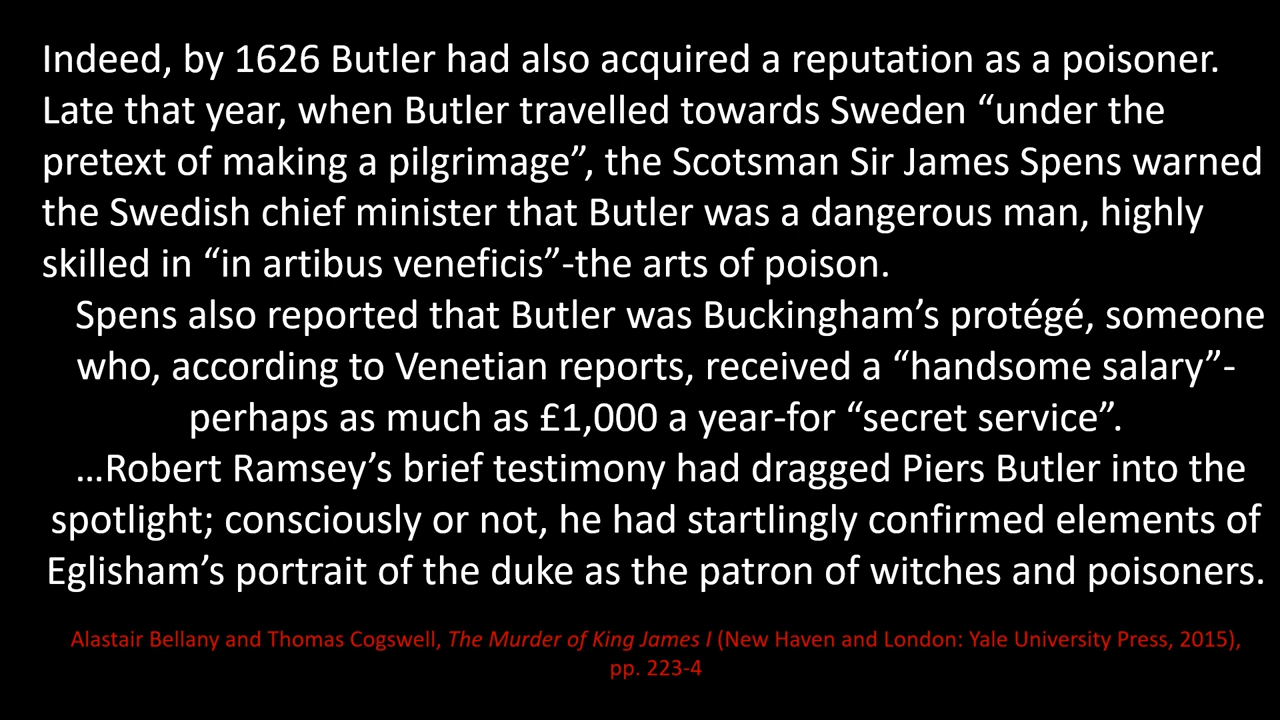 Indeed, by 1626 Butler had also acquired a reputation as a poisoner.
Late that year, when Butler travelled towards Sweden “under the
pretext of making a pilgrimage”, the Scotsman Sir James Spens warned
the Swedish chief minister that Butler was a dangerous man, highly
skilled in “in artibus veneficis”-the arts of poison.
Spens also reported that Butler was Buckingham’s protégé, someone
who, according to Venetian reports, received a “handsome salary”-
perhaps as much as £1,000 a year-for “secret service”.
…Robert Ramsey’s brief testimony had dragged Piers Butler into the
spotlight; consciously or not, he had startlingly confirmed elements of
Eglisham’s portrait of the duke as the patron of witches and poisoners.
Alastair Bellany and Thomas Cogswell, The Murder of King James I (New Haven and London: Yale University Press, 2015),
pp. 223-4